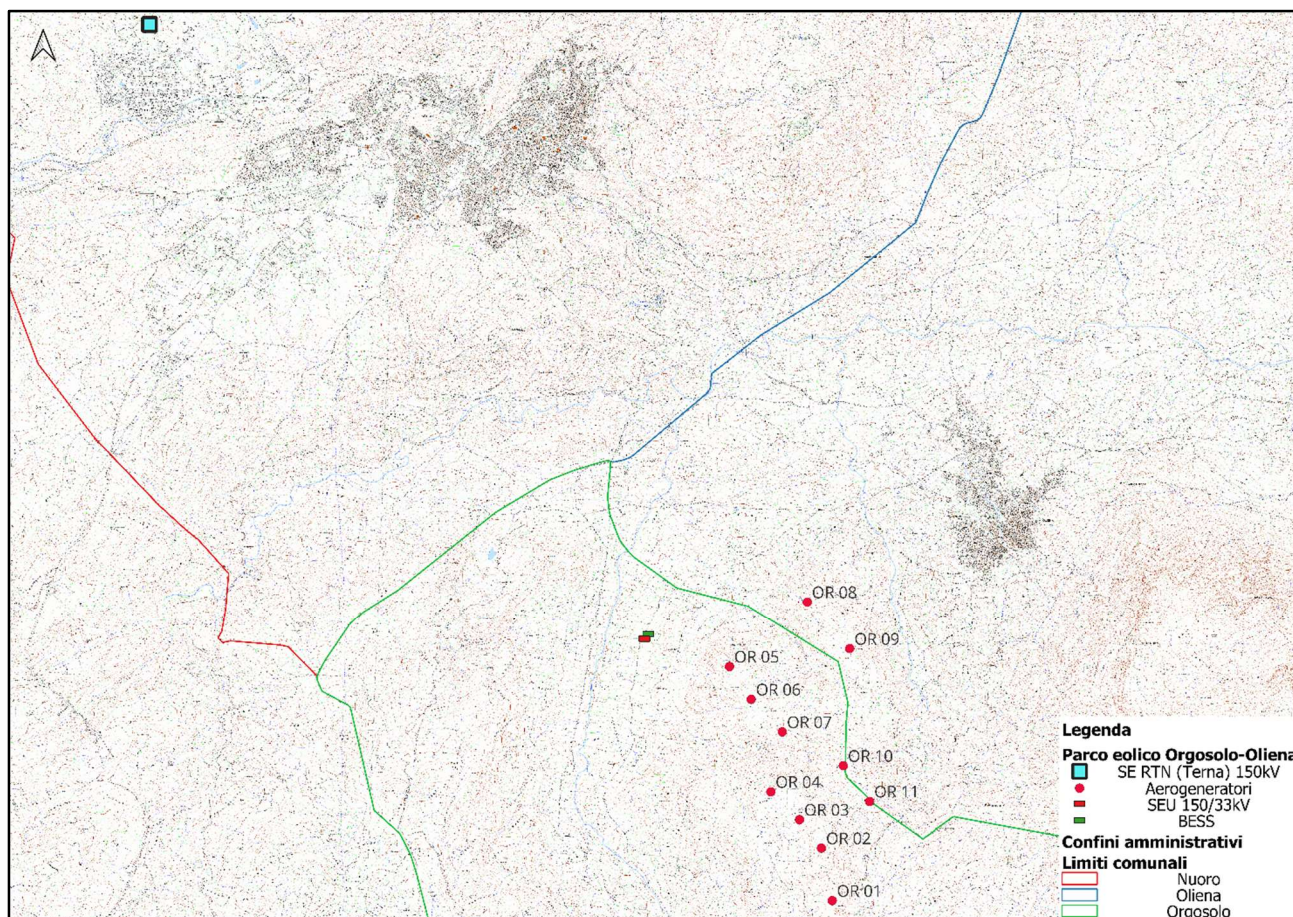 OR 08
OR 09
OR 05
OR 06
OR 07
OR 10
OR 04
OR 11
OR 03
OR 02
OR 01
Legenda
Parco eolico Orgosolo-Oliena
SE RTN (Terna) 150kV
Aerogeneratori
SEU 150/33kV
BESS
Confini amministrativi
Limiti comunali
Nuoro
Oliena
Orgosolo